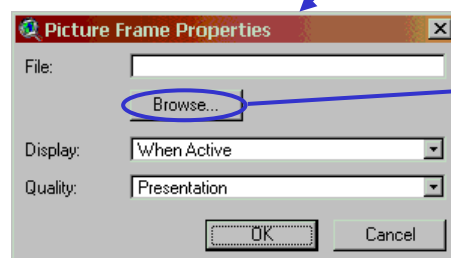 Picture Frame Properties
File:
Browse...
Display: When Active
Quality: Presentation
OK Cancel